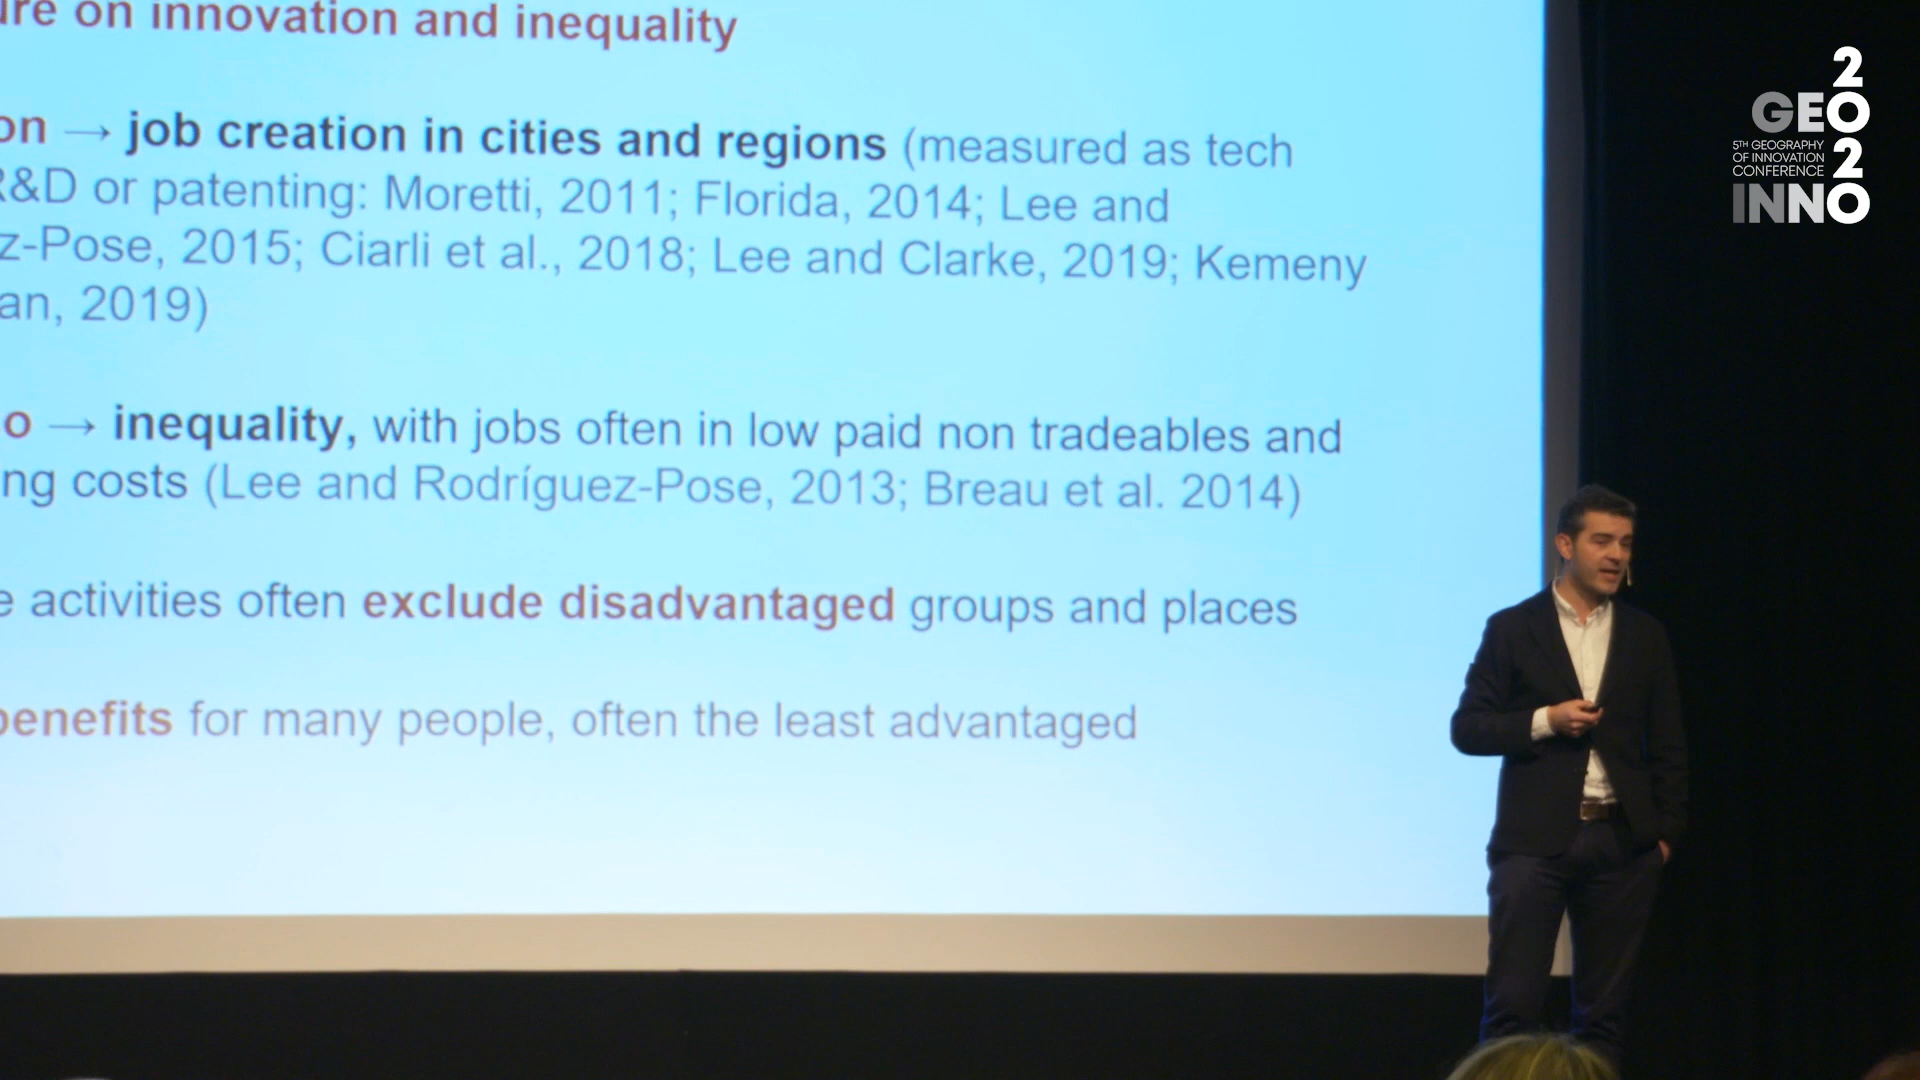 re on innovation and inequality
on → job creation in cities and regions (measured as tech
R&D or patenting: Moretti, 2011; Florida, 2014; Lee and
z-Pose, 2015; Ciarli et al., 2018; Lee and Clarke, 2019; Kemeny
an, 2019)
o → inequality, with jobs often in low paid non tradeables and
ng costs (Lee and Rodríguez-Pose, 2013; Breau et al. 2014)
e activities often exclude disadvantaged groups and places
benefits for many people, often the least advantaged
2
GEO
5TH GEOGRAPHY
OF INNOVATION
CONFERENCE
2
INNO